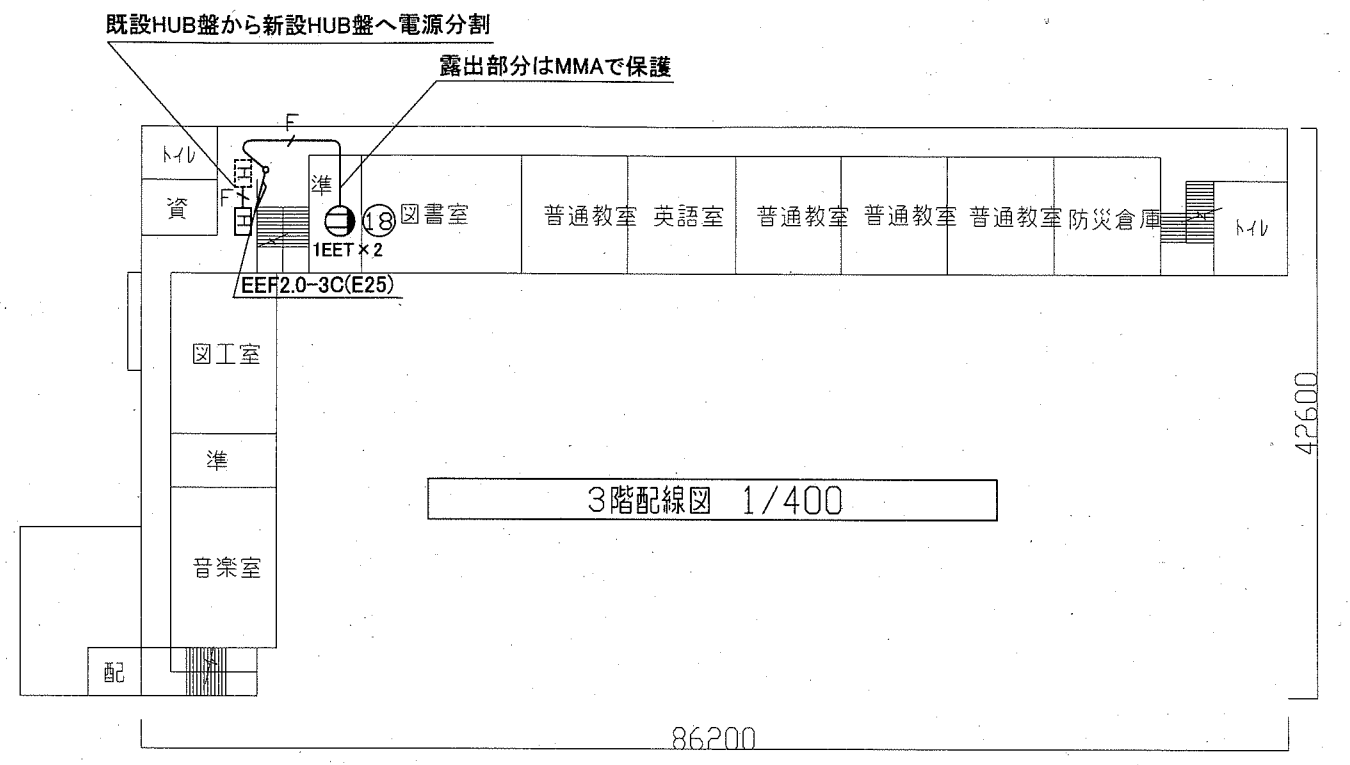 既設HUB盤から新設HUB盤へ電源分割
露出部分はMMAで保護
F
トイレ
H
準
資
F
H
⑱
図書室
普通教室
英語室
普通教室
普通教室
普通教室
防災倉庫
トイレ
1EET×2
EEF2.0-3C(E25)
図工室
準
3階配線図 1/400
音楽室
配
42600
86200